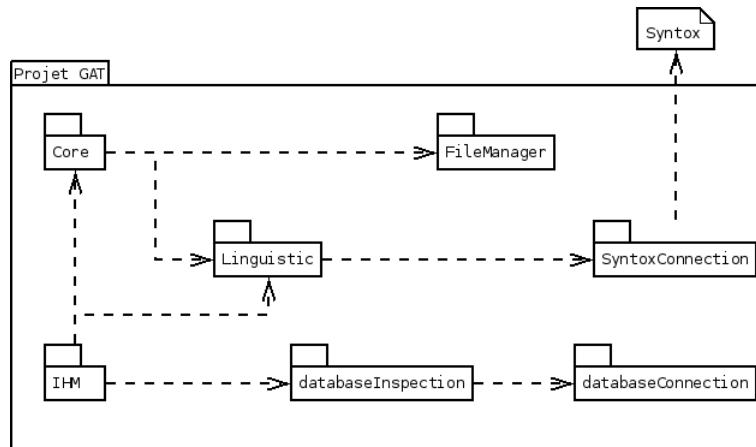 Syntox
Projet GAT
Core
FileManager
Linguistic
SyntoxConnection
IHM
databaseInspection
databaseConnection